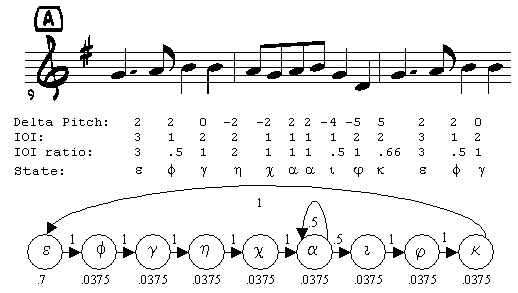 A
9
Delta Pitch: 2 2 0 -2 -2 2 2 -4 -5 5 2 2 0
IOI: 3 1 2 2 1 1 1 1 2 2 3 1 2
IOI ratio: 3 .5 1 2 1 1 1 .5 1 .66 3 .5 1
State: ε φ γ η χ α α ι φ κ ε φ γ
1
.5
1 1 1 1 1 .5 1 1
ε φ γ η χ α ι φ κ
.7 .0375 .0375 .0375 .0375 .0375 .0375 .0375 .0375